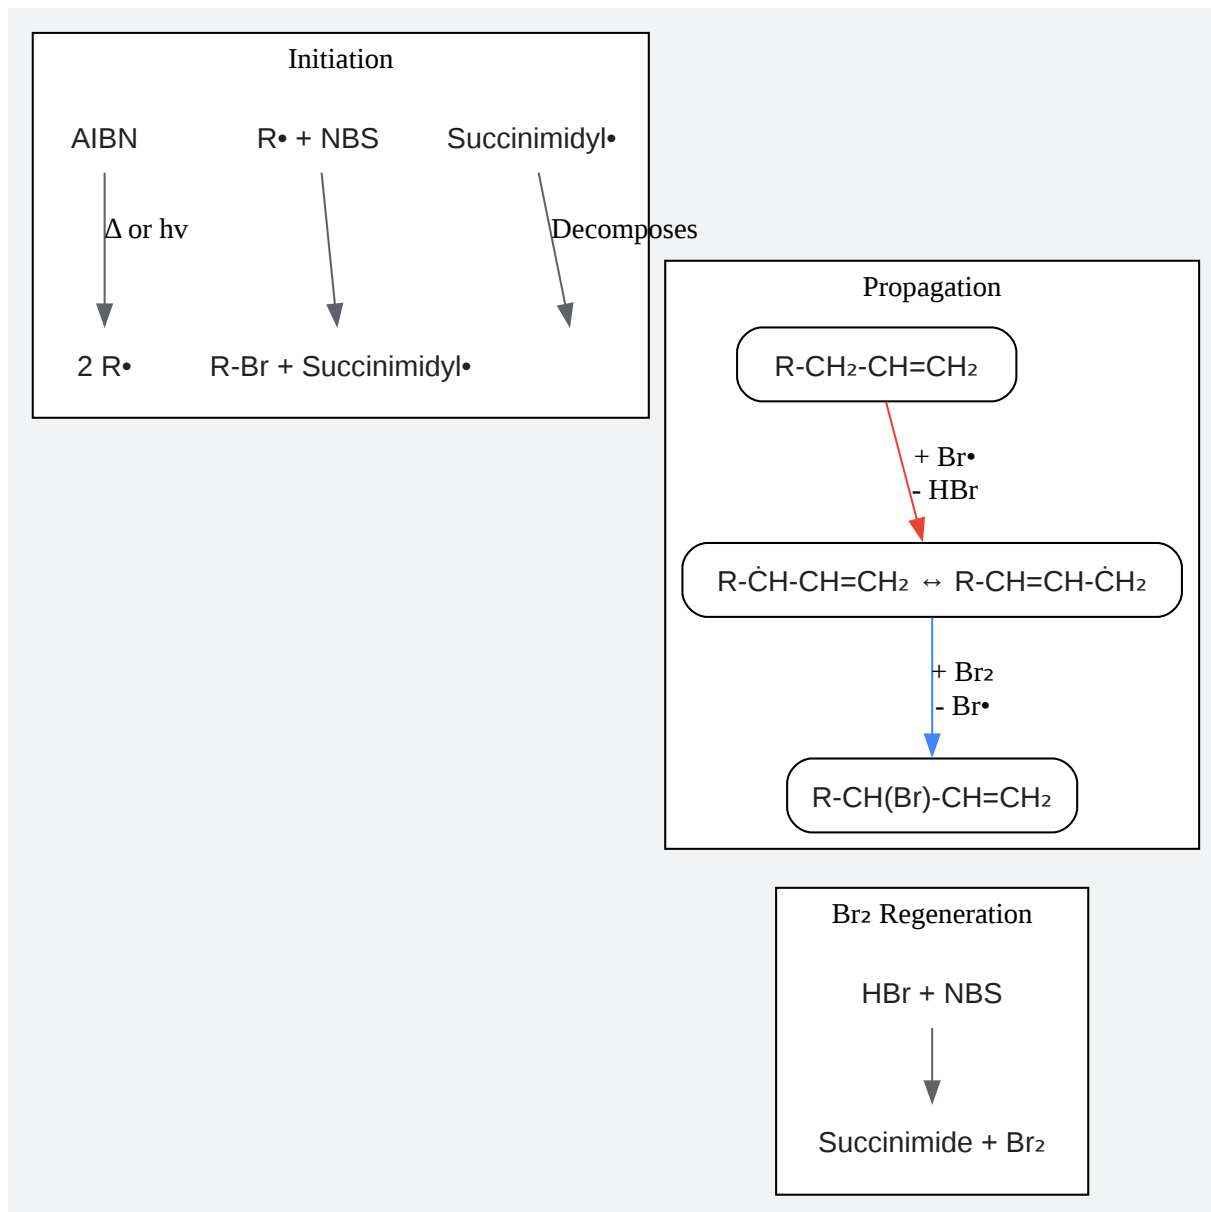 Initiation
AIBN
R• + NBS
Succinimidyl•
Δ or hv
Decomposes
2 R•
R-Br + Succinimidyl•
Propagation
R-CH₂-CH=CH₂
+ Br•
- HBr
R-ĊH-CH=CH₂ ↔ R-CH=CH-ĊH₂
+ Br₂
- Br•
R-CH(Br)-CH=CH₂
Br₂ Regeneration
HBr + NBS
Succinimide + Br₂